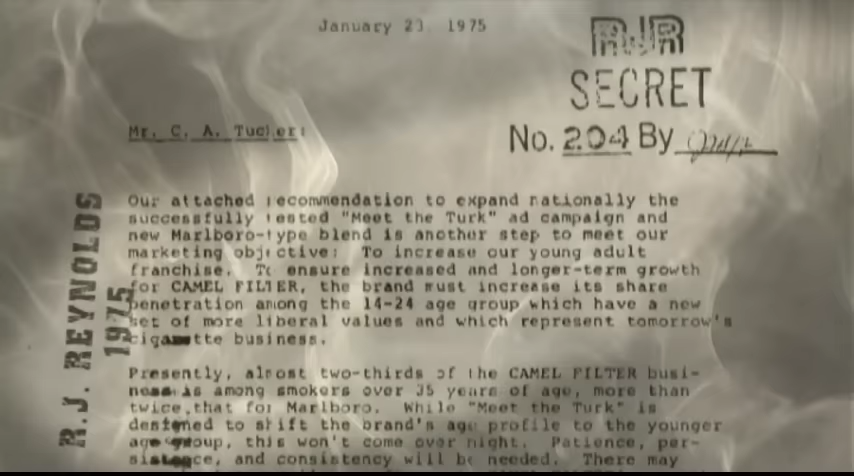 January 23, 1975
RJR
SECRET
No. 204 By
Mr. C. A. Tucker:
Our attached recommendation to expand nationally the
successfully tested "Meet the Turk" ad campaign and
new Marlboro-type blend is another step to meet our
marketing objective: To increase our young adult
franchise. To ensure increased and longer-term growth
for CAMEL FILTER, the brand must increase its share
penetration among the 14-24 age group which have a new
set of more liberal values and which represent tomorrow's
cigarette business.
Presently, almost two-thirds of the CAMEL FILTER busi-
ness is among smokers over 35 years of age, more than
twice that for Marlboro. While "Meet the Turk" is
designed to shift the brand's age profile to the younger
age group, this won't come over night. Patience, per-
sistence, and consistency will be needed. There may
R.J. REYNOLDS
1975